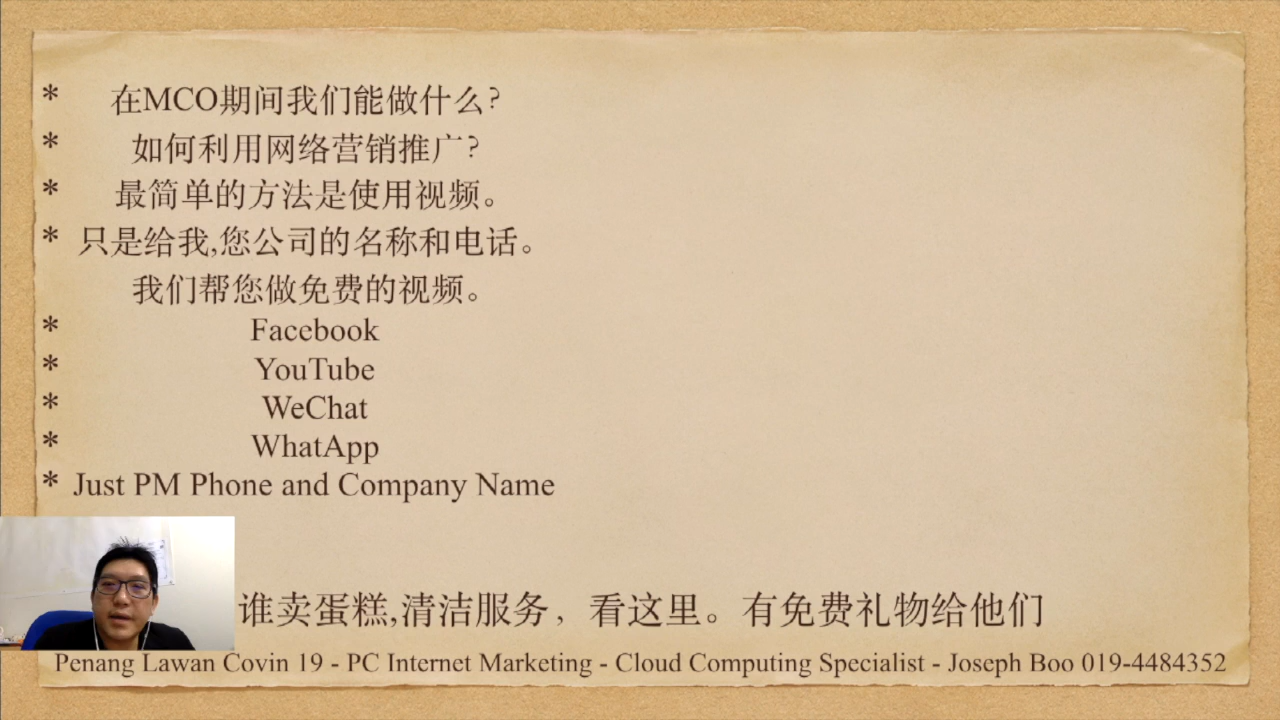 * 在MCO期间我们能做什么?
* 如何利用网络营销推广?
* 最简单的方法是使用视频。
* 只是给我,您公司的名称和电话。
我们帮您做免费的视频。
* Facebook
* YouTube
* WeChat
* WhatApp
* Just PM Phone and Company Name
谁卖蛋糕,清洁服务，看这里。有免费礼物给他们
Penang Lawan Covin 19 - PC Internet Marketing - Cloud Computing Specialist - Joseph Boo 019-4484352